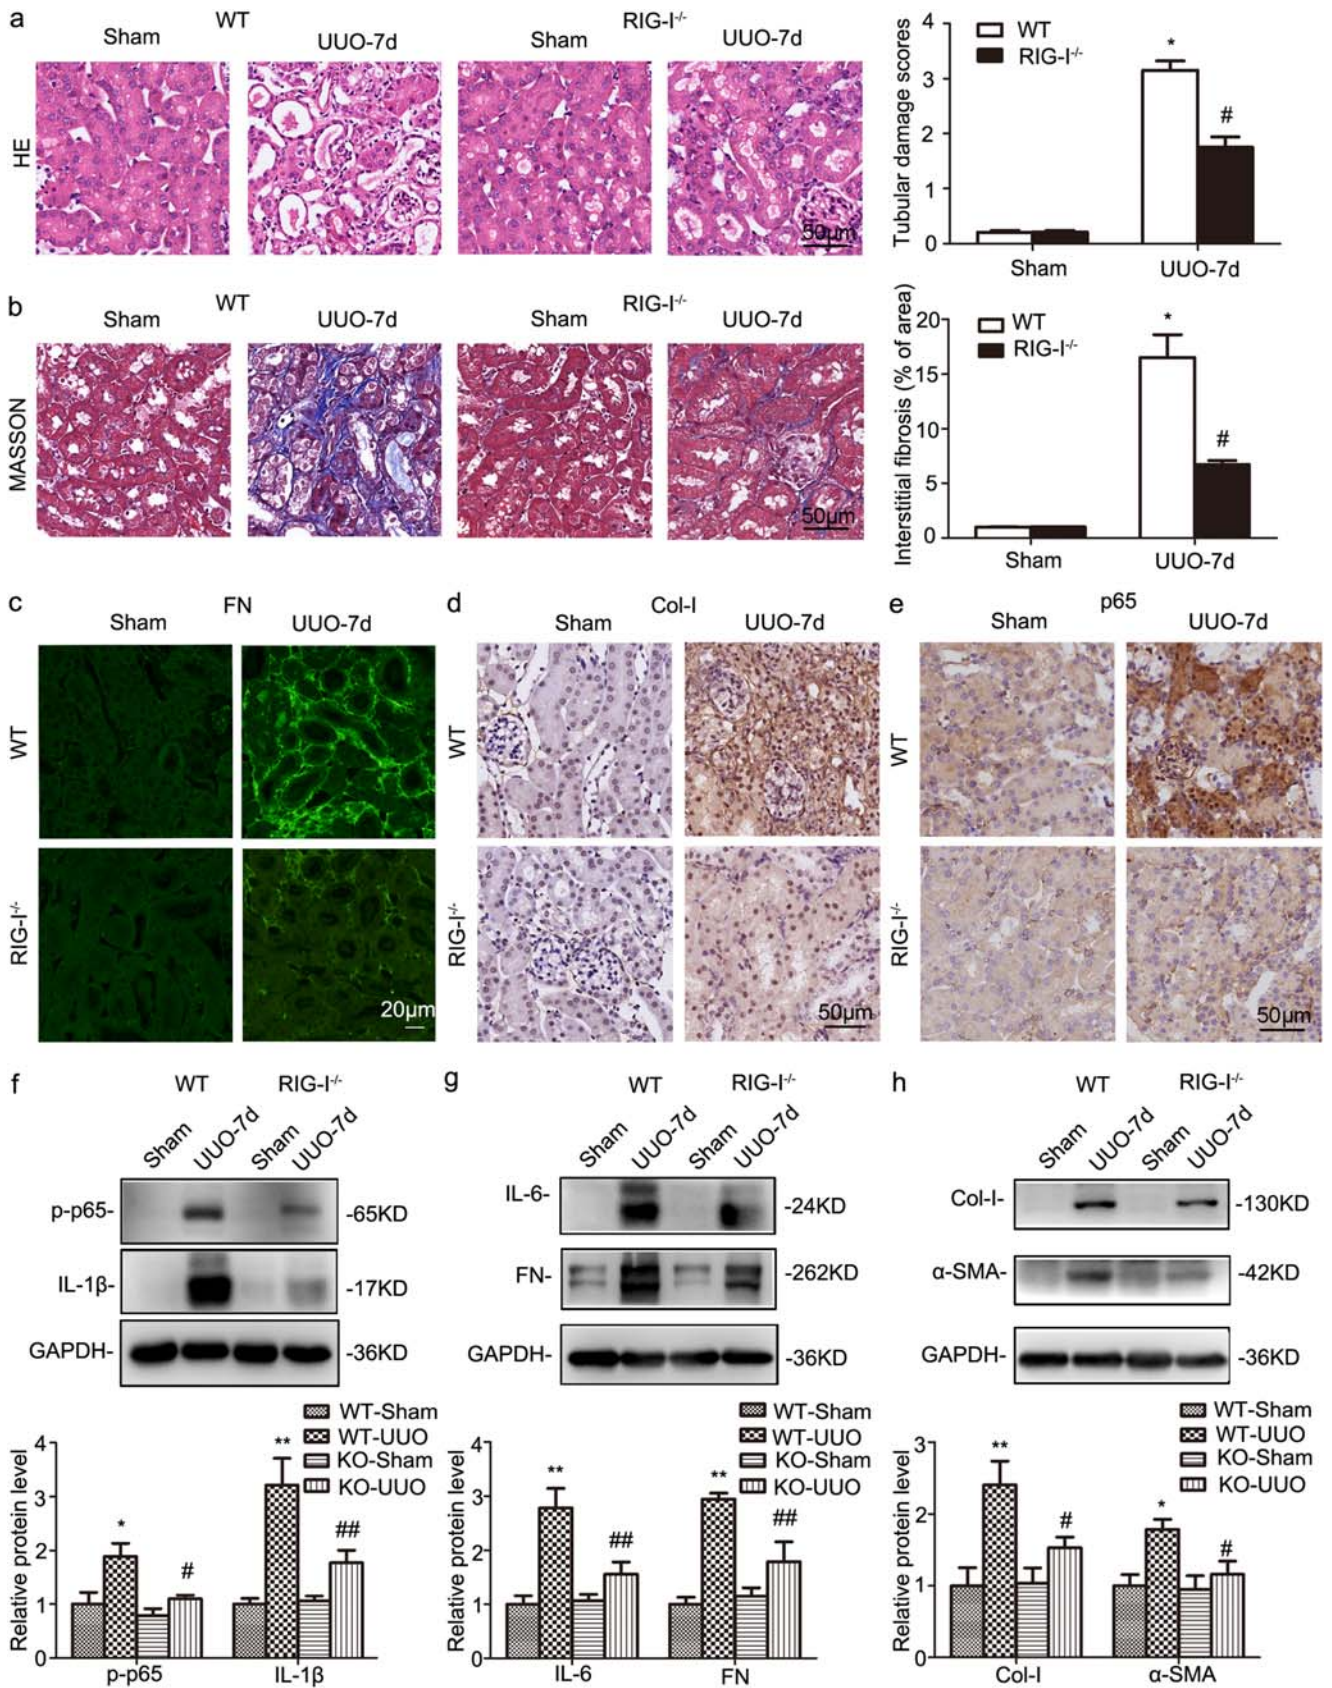 a
WT
RIG-I-/-
Sham
UUO-7d
Sham
UUO-7d
HE
50μm
Tubular damage scores
4
3
2
1
0
WT
RIG-I-/-
*
#
Sham
UUO-7d
b
WT
RIG-I-/-
Sham
UUO-7d
Sham
UUO-7d
MASSON
50μm
Interstitial fibrosis (% of area)
20
15
10
5
0
WT
RIG-I-/-
*
#
Sham
UUO-7d
c
FN
Sham
UUO-7d
WT
RIG-I-/-
20μm
d
Col-I
Sham
UUO-7d
WT
RIG-I-/-
50μm
e
p65
Sham
UUO-7d
WT
RIG-I-/-
50μm
f
WT
RIG-I-/-
Sham
UUO-7d
Sham
UUO-7d
p-p65-
-65KD
IL-1β-
-17KD
GAPDH-
-36KD
WT-Sham
WT-UUO
KO-Sham
KO-UUO
Relative protein level
4
3
2
1
0
*
#
**
##
p-p65
IL-1β
g
WT
RIG-I-/-
Sham
UUO-7d
Sham
UUO-7d
IL-6-
-24KD
FN-
-262KD
GAPDH-
-36KD
WT-Sham
WT-UUO
KO-Sham
KO-UUO
Relative protein level
4
3
2
1
0
**
##
**
##
IL-6
FN
h
WT
RIG-I-/-
Sham
UUO-7d
Sham
UUO-7d
Col-I-
-130KD
α-SMA-
-42KD
GAPDH-
-36KD
WT-Sham
WT-UUO
KO-Sham
KO-UUO
Relative protein level
3
2
1
0
**
#
*
#
Col-I
α-SMA